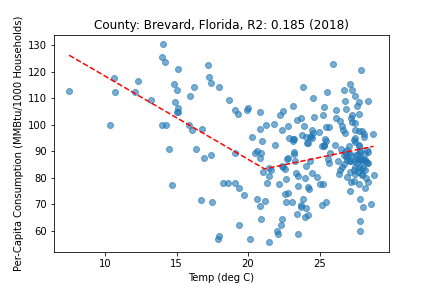 County: Brevard, Florida, R2: 0.185 (2018)
Per-Capita Consumption (MMBtu/1000 Households)
130
120
110
100
90
80
70
60
10 15 20 25
Temp (deg C)